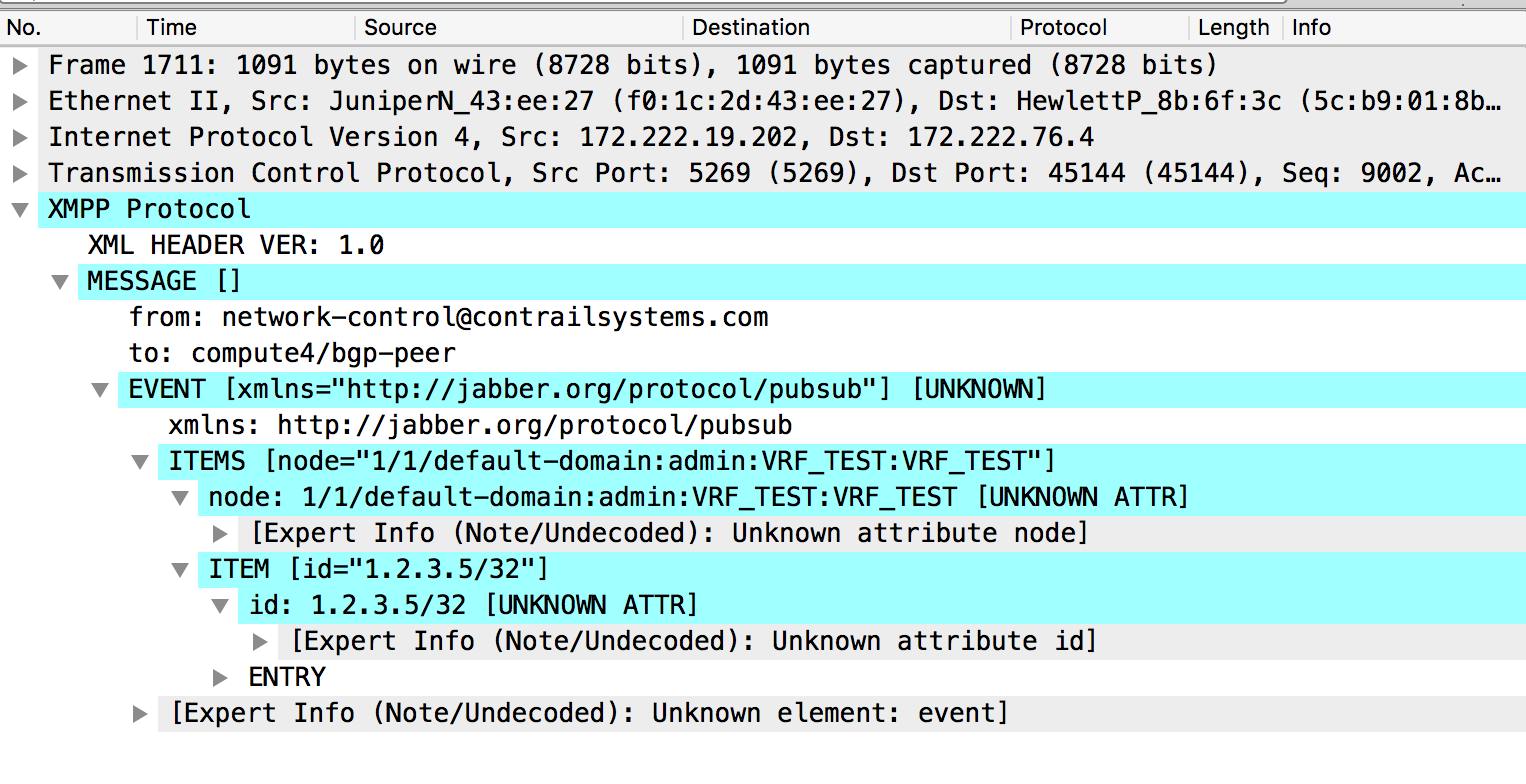 No. Time Source Destination Protocol Length Info
Frame 1711: 1091 bytes on wire (8728 bits), 1091 bytes captured (8728 bits)
Ethernet II, Src: JuniperN_43:ee:27 (f0:1c:2d:43:ee:27), Dst: HewlettP_8b:6f:3c (5c:b9:01:8b…
Internet Protocol Version 4, Src: 172.222.19.202, Dst: 172.222.76.4
Transmission Control Protocol, Src Port: 5269 (5269), Dst Port: 45144 (45144), Seq: 9002, Ac…
XMPP Protocol
XML HEADER VER: 1.0
MESSAGE []
from: network-control@contrailsystems.com
to: compute4/bgp-peer
EVENT [xmlns="http://jabber.org/protocol/pubsub"] [UNKNOWN]
xmlns: http://jabber.org/protocol/pubsub
ITEMS [node="1/1/default-domain:admin:VRF_TEST:VRF_TEST"]
node: 1/1/default-domain:admin:VRF_TEST:VRF_TEST [UNKNOWN ATTR]
[Expert Info (Note/Undecoded): Unknown attribute node]
ITEM [id="1.2.3.5/32"]
id: 1.2.3.5/32 [UNKNOWN ATTR]
[Expert Info (Note/Undecoded): Unknown attribute id]
ENTRY
[Expert Info (Note/Undecoded): Unknown element: event]